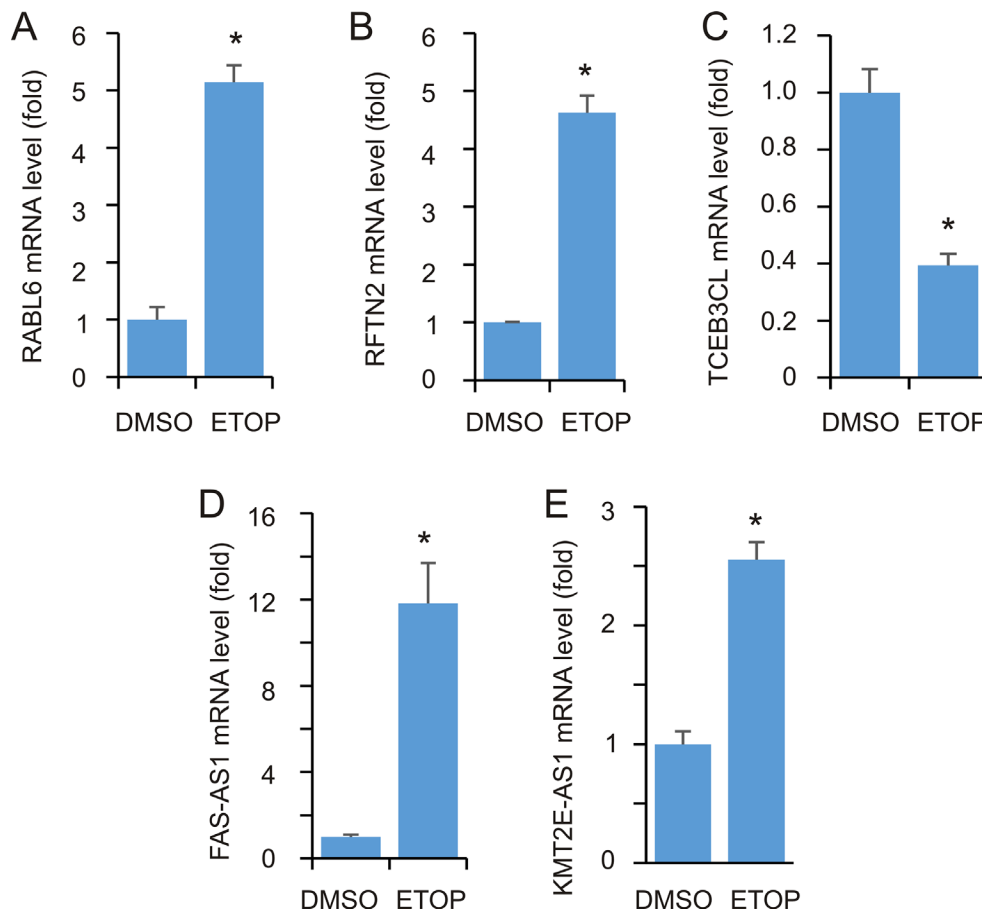 A
RABL6 mRNA level (fold)
6
5
4
3
2
1
0
*
DMSO ETOP
B
RFTN2 mRNA level (fold)
6
5
4
3
2
1
0
*
DMSO ETOP
C
TCEB3CL mRNA level (fold)
1.2
1.0
0.8
0.6
0.4
0.2
0
*
DMSO ETOP
D
FAS-AS1 mRNA level (fold)
16
12
8
4
0
*
DMSO ETOP
E
KMT2E-AS1 mRNA level (fold)
3
2
1
0
*
DMSO ETOP